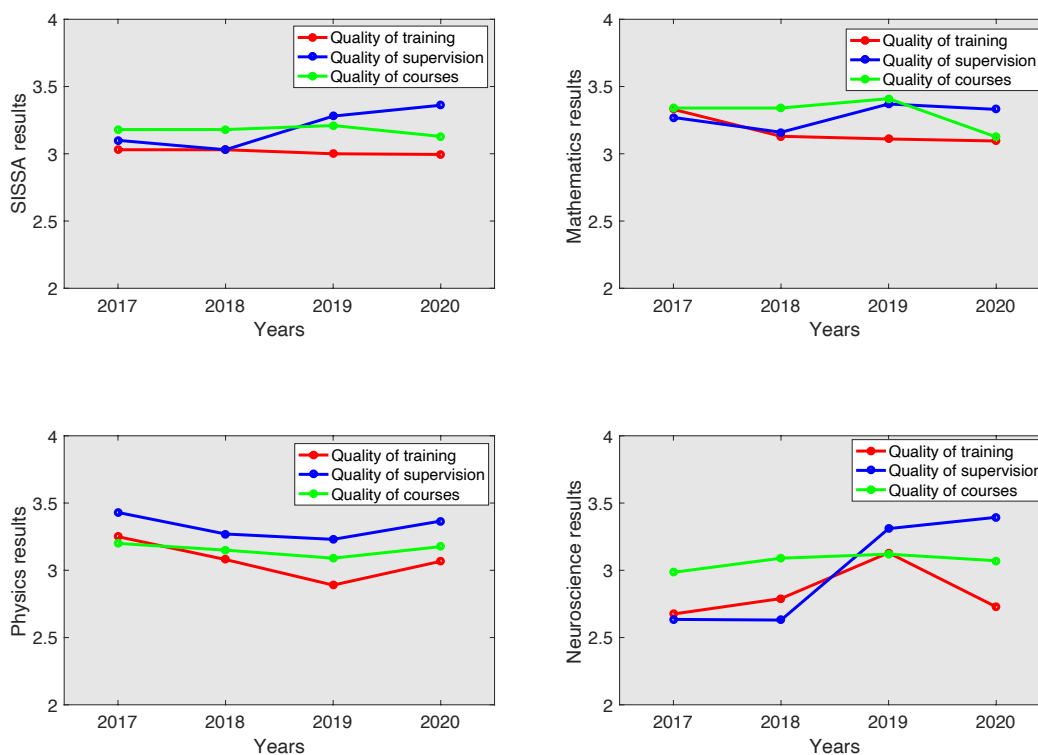 SISSA results
4
3.5
3
2.5
2
Quality of training
Quality of supervision
Quality of courses
2017 2018 2019 2020
Years
Mathematics results
4
3.5
3
2.5
2
Quality of training
Quality of supervision
Quality of courses
2017 2018 2019 2020
Years
Physics results
4
3.5
3
2.5
2
Quality of training
Quality of supervision
Quality of courses
2017 2018 2019 2020
Years
Neuroscience results
4
3.5
3
2.5
2
Quality of training
Quality of supervision
Quality of courses
2017 2018 2019 2020
Years